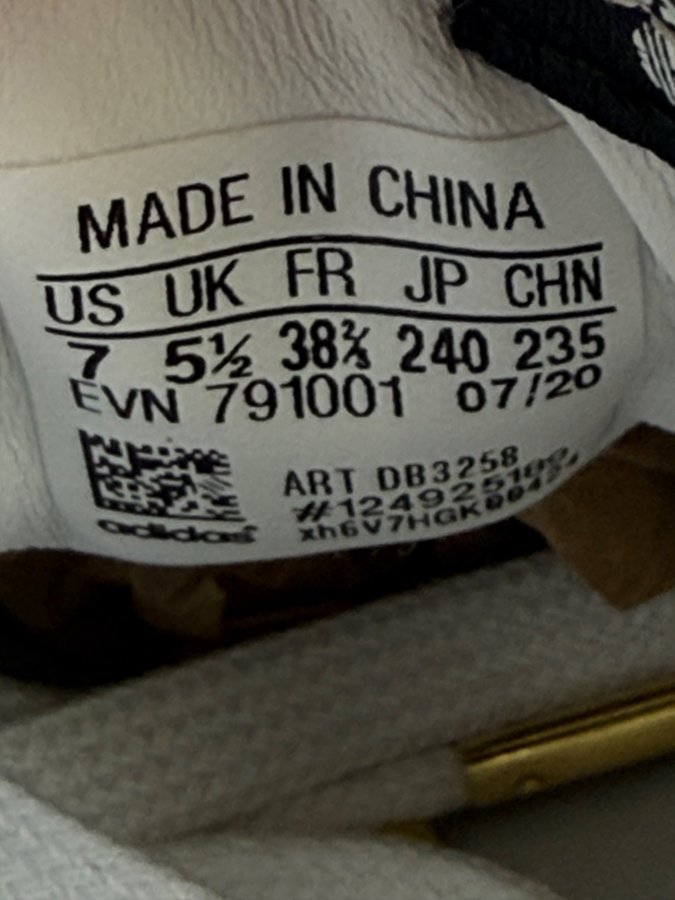 MADE IN CHINA
US UK FR JP CHN
7 5½ 38⅔ 240 235
EVN 791001 07/20
ART DB3258
adidas